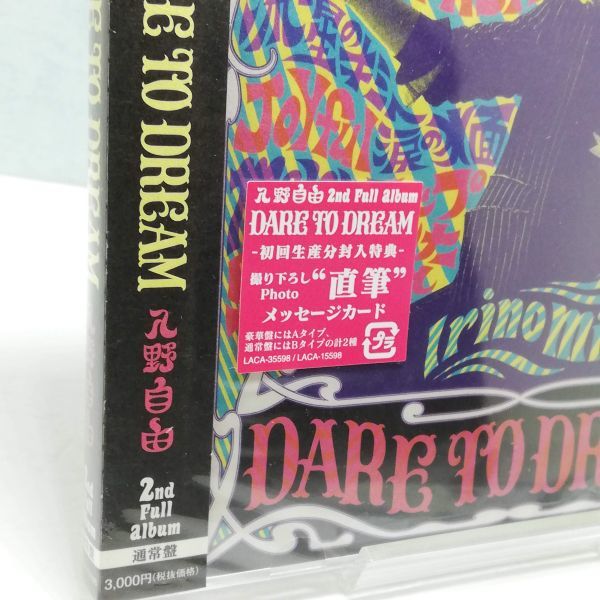 E TO DREAM
入野自由
2nd
Full
album
通常盤
3,000円(税抜価格)
入野自由 2nd Full album
DARE TO DREAM
-初回生産分封入特典-
撮り下ろし
Photo
“直筆”
メッセージカード
豪華盤にはAタイプ、
通常盤にはBタイプの計2種
LACA-35598 / LACA-15598
プラ
Joyful
Irinomi
DARE TO DR